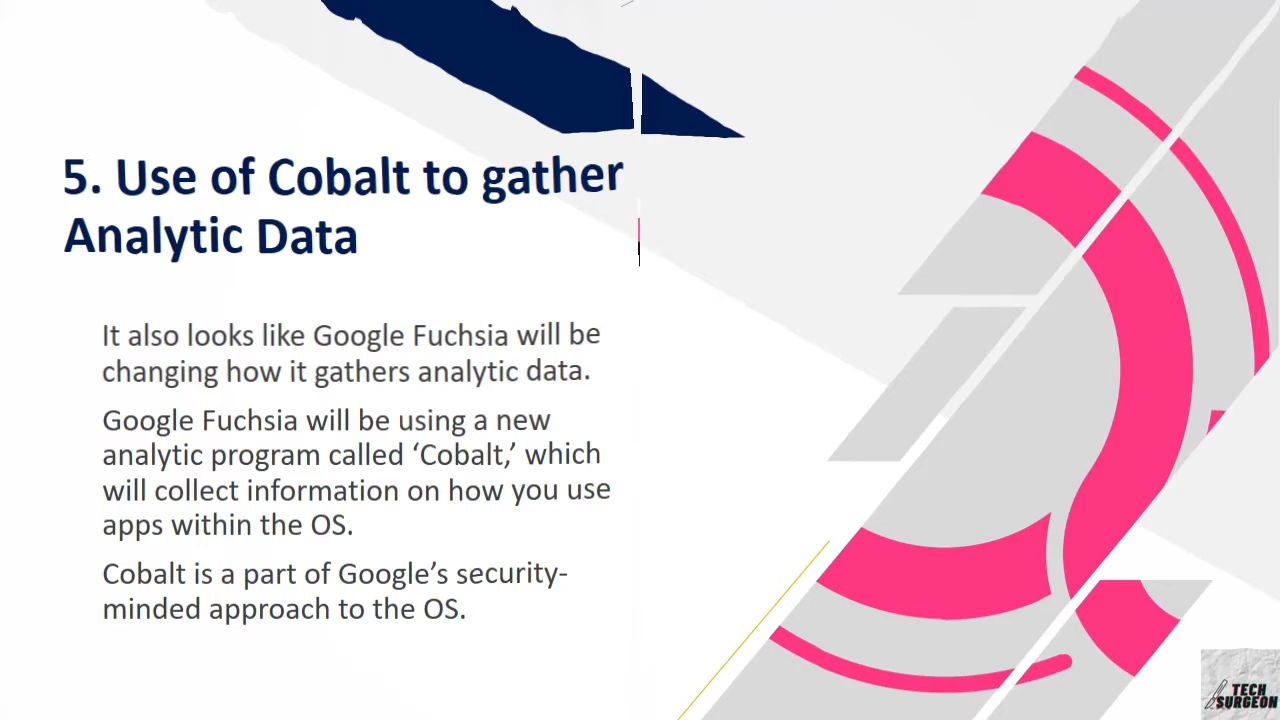 5. Use of Cobalt to gather
Analytic Data
It also looks like Google Fuchsia will be
changing how it gathers analytic data.
Google Fuchsia will be using a new
analytic program called ‘Cobalt,’ which
will collect information on how you use
apps within the OS.
Cobalt is a part of Google’s security-
minded approach to the OS.
TECH
SURGEON